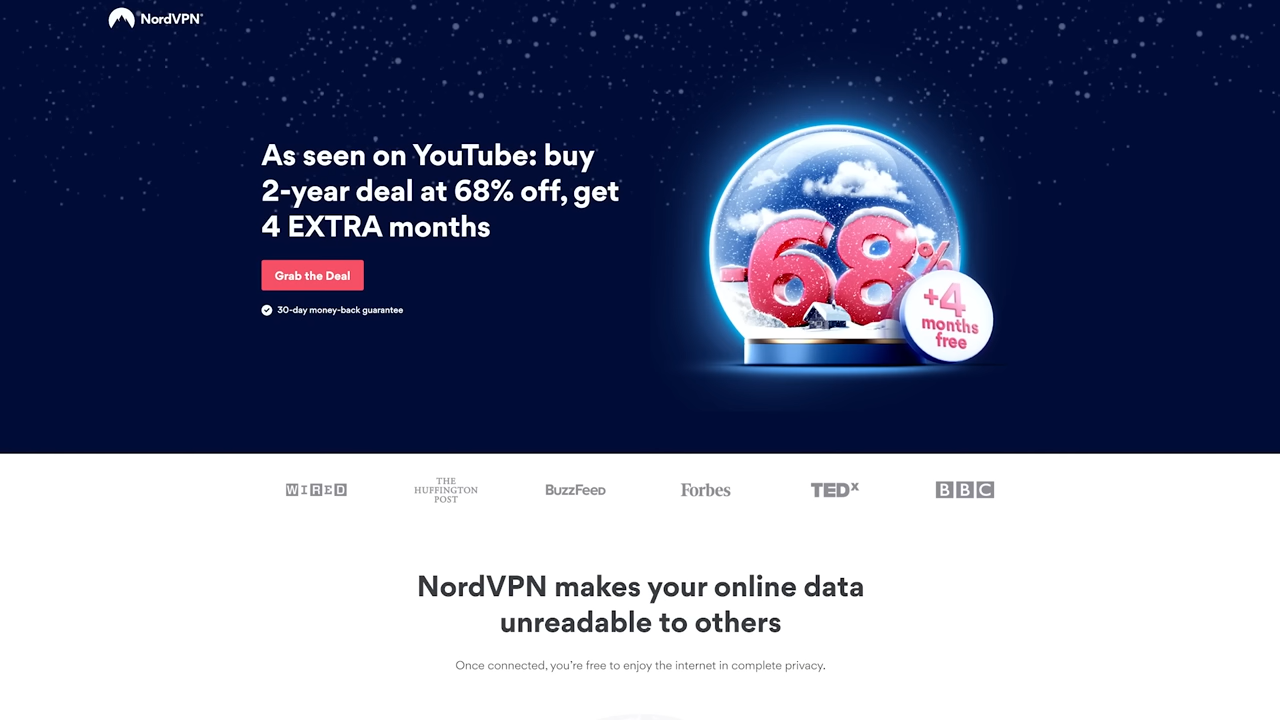 NordVPN®
As seen on YouTube: buy
2-year deal at 68% off, get
4 EXTRA months
Grab the Deal
30-day money-back guarantee
68%
+4
months
free
WIRED
THE
HUFFINGTON
POST
BuzzFeed
Forbes
TEDx
BBC
NordVPN makes your online data
unreadable to others
Once connected, you're free to enjoy the internet in complete privacy.